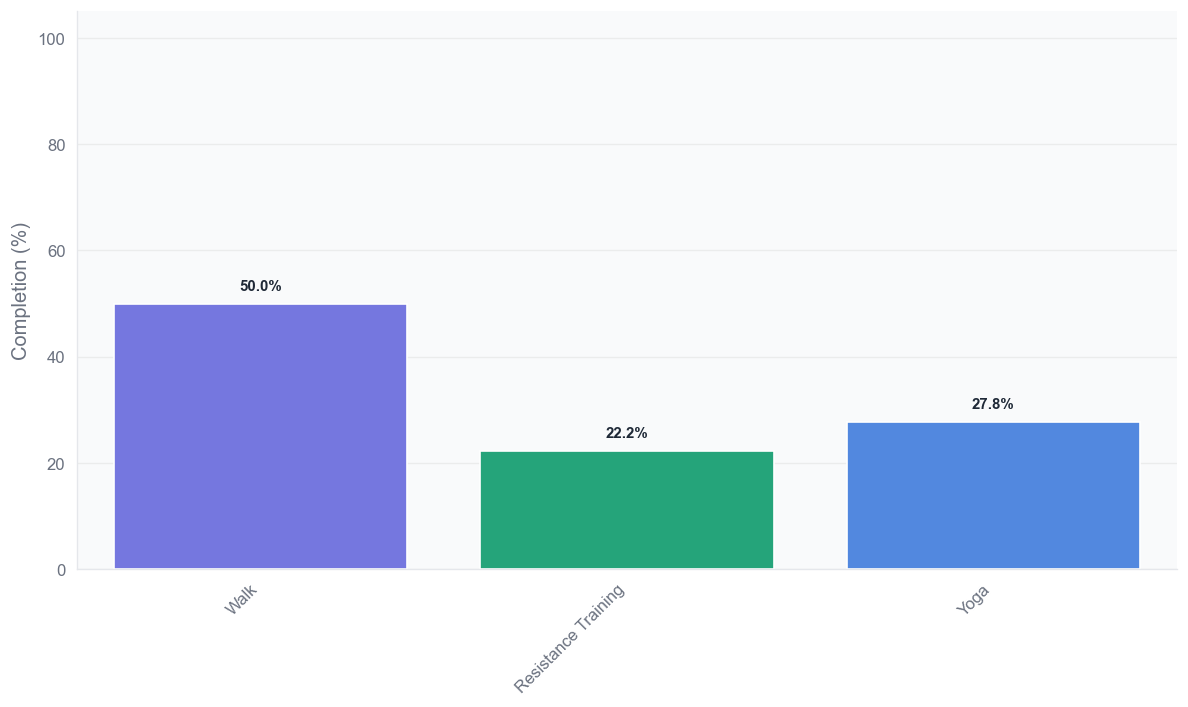 Completion (%)
100
80
60
40
20
0
50.0%
22.2%
27.8%
Walk
Resistance Training
Yoga